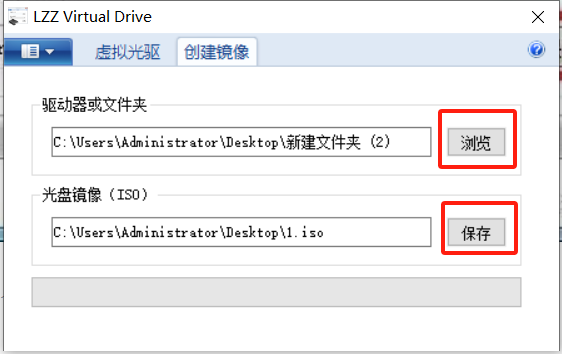 LZZ Virtual Drive
虚拟光驱 创建镜像
驱动器或文件夹
C:\Users\Administrator\Desktop\新建文件夹 (2) 浏览
光盘镜像（ISO）
C:\Users\Administrator\Desktop\1.iso 保存